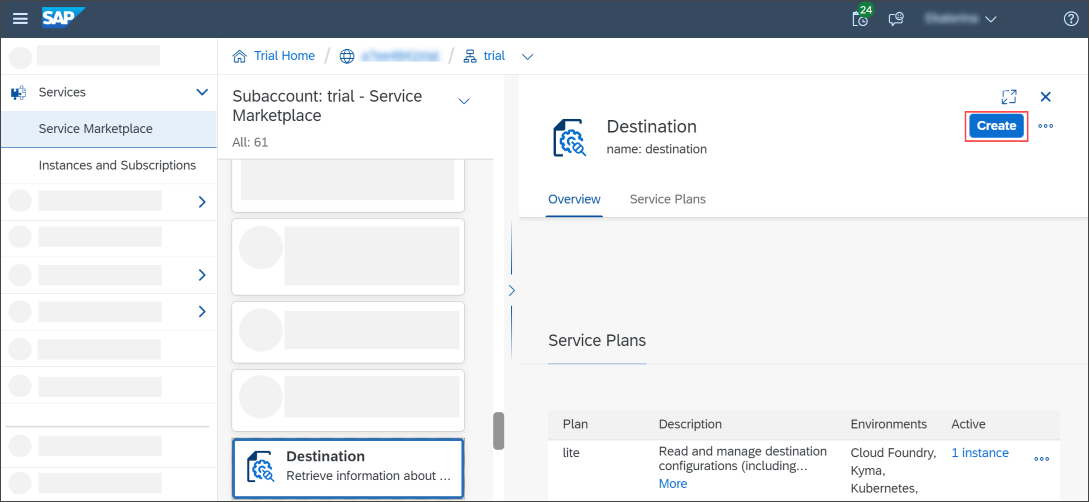 SAP
24
Trial Home / / trial
Services
Service Marketplace
Instances and Subscriptions
Subaccount: trial - Service
Marketplace
All: 61
Destination
Retrieve information about ...
Destination
name: destination
Create
Overview
Service Plans
Service Plans
Plan
Description
Environments
Active
lite
Read and manage destination
configurations (including...
More
Cloud Foundry,
Kyma,
Kubernetes,
1 instance